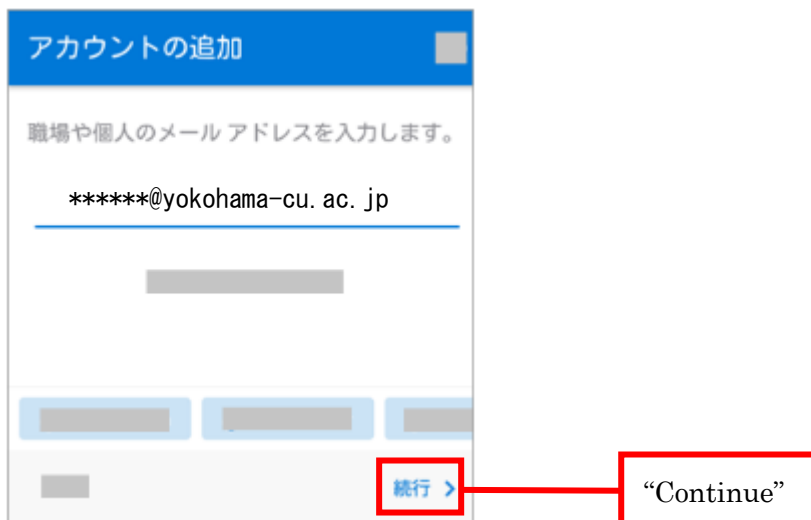 アカウントの追加
職場や個人のメール アドレスを入力します。
******@yokohama-cu.ac.jp
続行 >
“Continue”